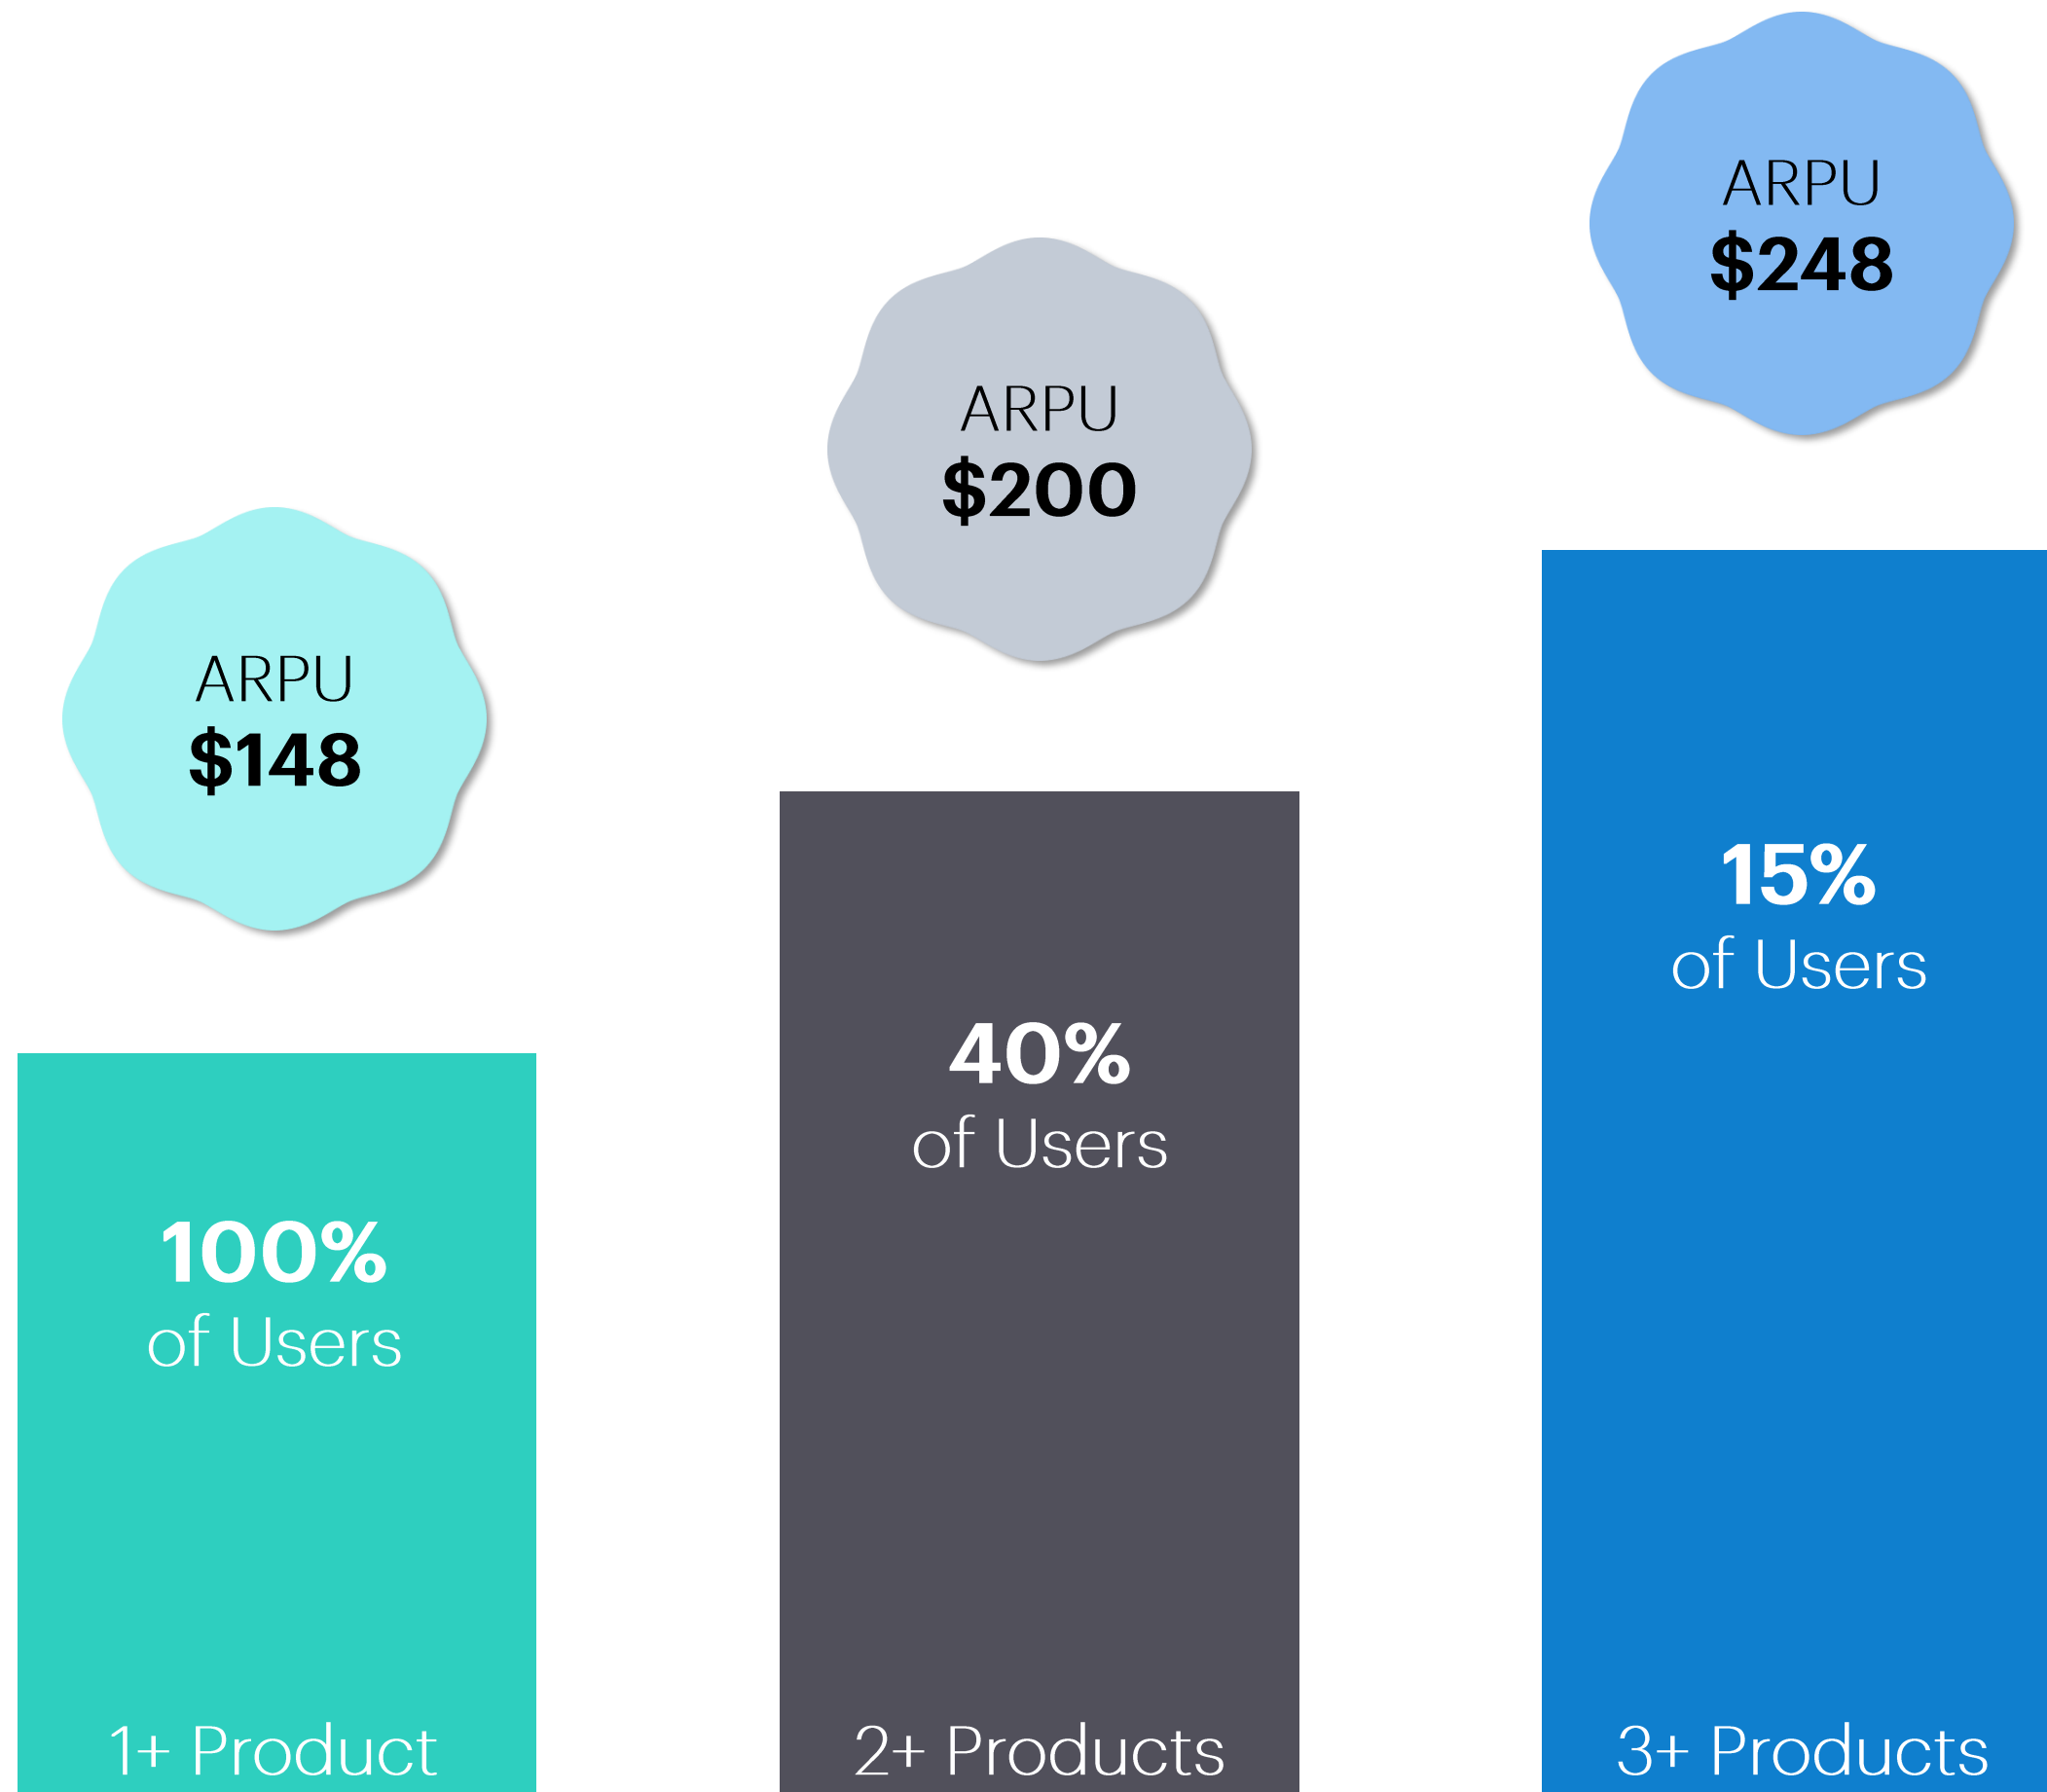 ARPU
$148
100%
of Users
1+ Product
ARPU
$200
40%
of Users
2+ Products
ARPU
$248
15%
of Users
3+ Products